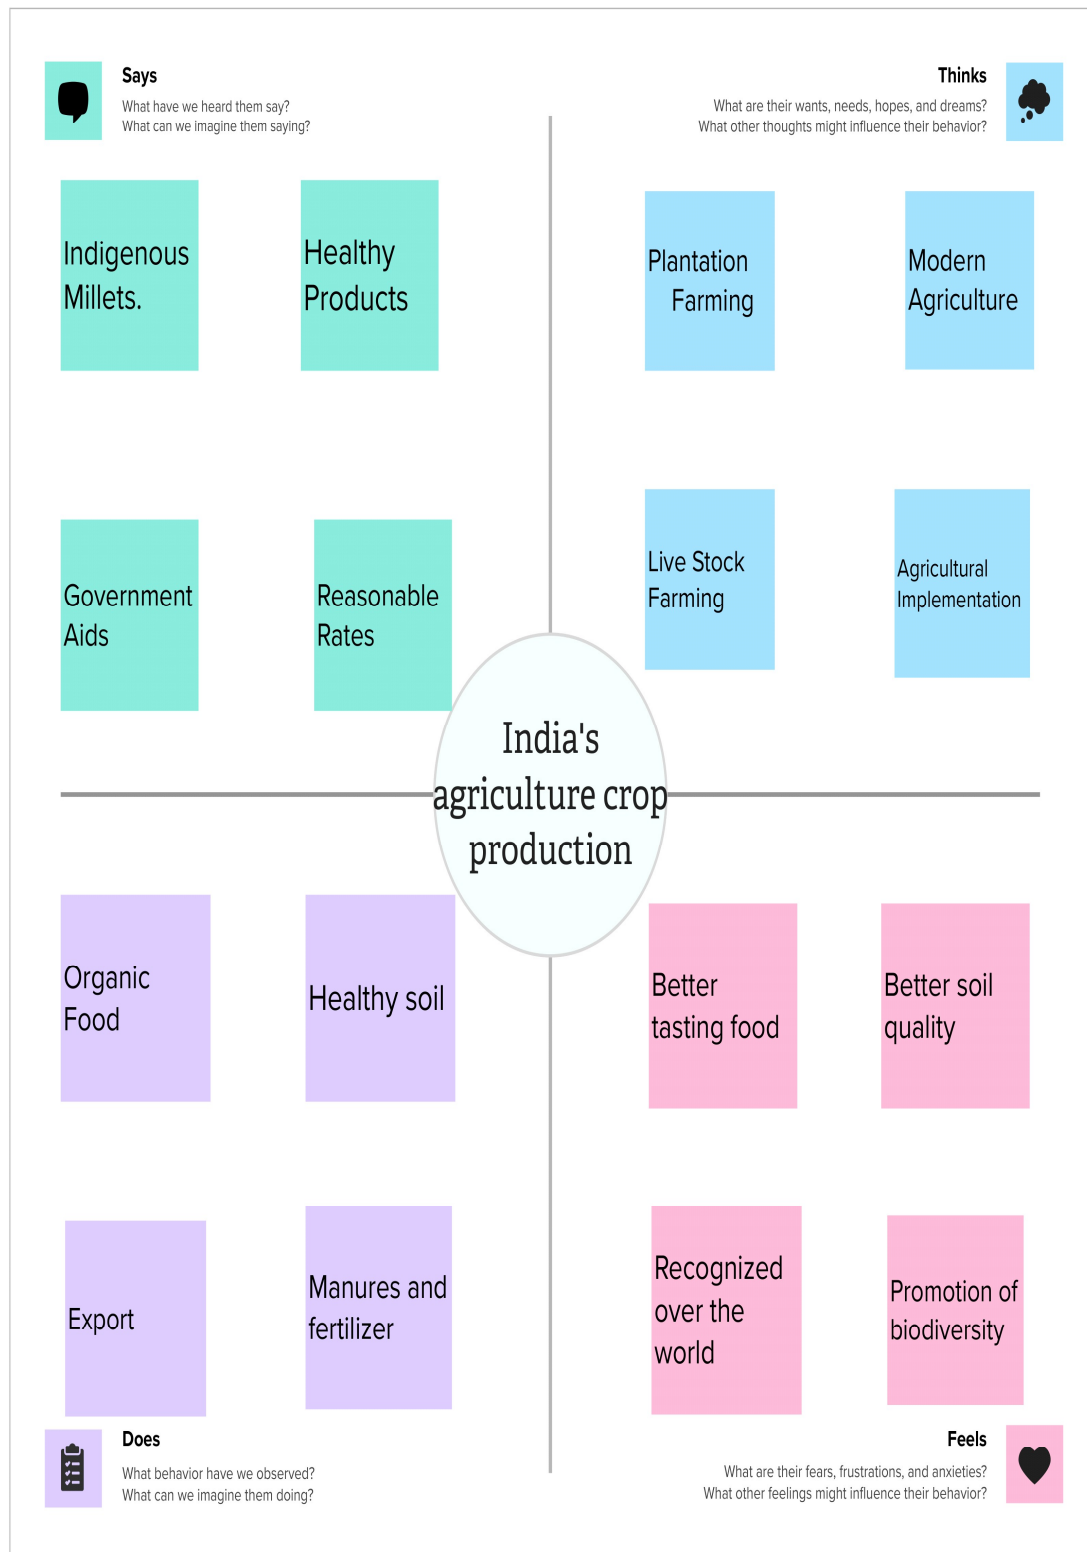 Says
What have we heard them say?
What can we imagine them saying?
Thinks
What are their wants, needs, hopes, and dreams?
What other thoughts might influence their behavior?
Indigenous
Millets.
Healthy
Products
Plantation
Farming
Modern
Agriculture
Government
Aids
Reasonable
Rates
Live Stock
Farming
Agricultural
Implementation
India's
agriculture crop
production
Organic
Food
Healthy soil
Better
tasting food
Better soil
quality
Export
Manures and
fertilizer
Recognized
over the
world
Promotion of
biodiversity
Does
What behavior have we observed?
What can we imagine them doing?
Feels
What are their fears, frustrations, and anxieties?
What other feelings might influence their behavior?